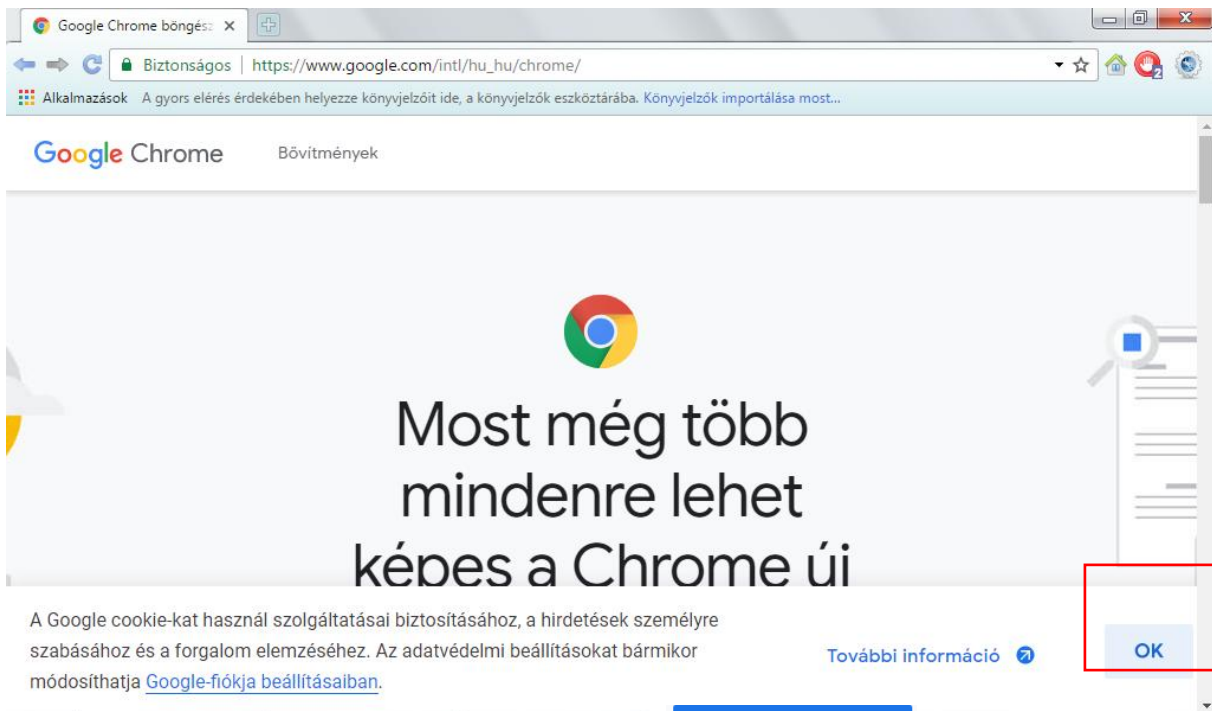 Google Chrome böngész
Biztonságos | https://www.google.com/intl/hu_hu/chrome/
2
Alkalmazások A gyors elérés érdekében helyezze könyvjelzőit ide, a könyvjelzők eszköztárába. Könyvjelzők importálása most...
Google Chrome Bővítmények
Most még több
mindenre lehet
képes a Chrome új
A Google cookie-kat használ szolgáltatásai biztosításához, a hirdetések személyre
szabásához és a forgalom elemzéséhez. Az adatvédelmi beállításokat bármikor
módosíthatja Google-fiókja beállításaiban.
További információ
OK